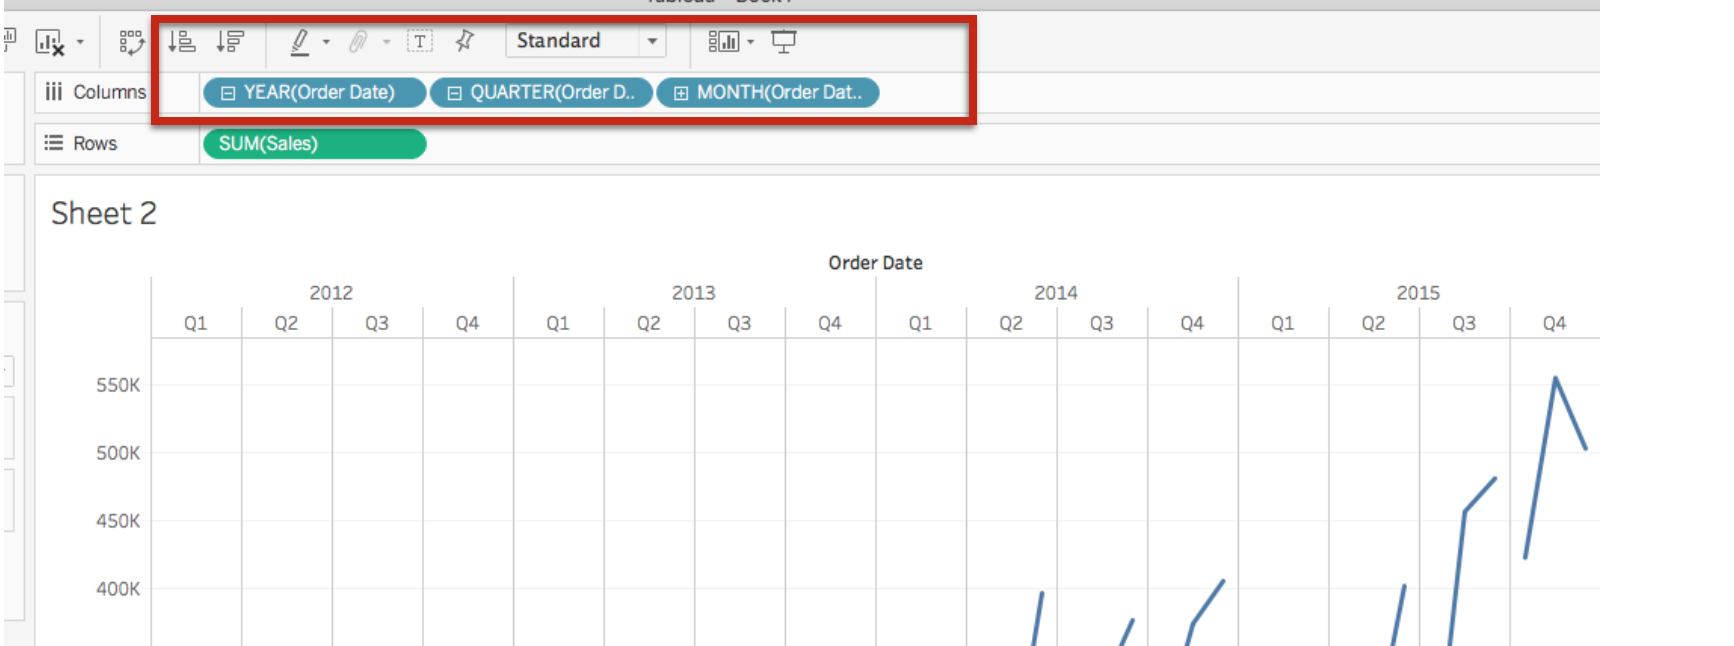 Standard
Columns YEAR(Order Date) QUARTER(Order D.. MONTH(Order Dat..
Rows SUM(Sales)
Sheet 2
Order Date
2012 2013 2014 2015
Q1 Q2 Q3 Q4 Q1 Q2 Q3 Q4 Q1 Q2 Q3 Q4 Q1 Q2 Q3 Q4
550K
500K
450K
400K